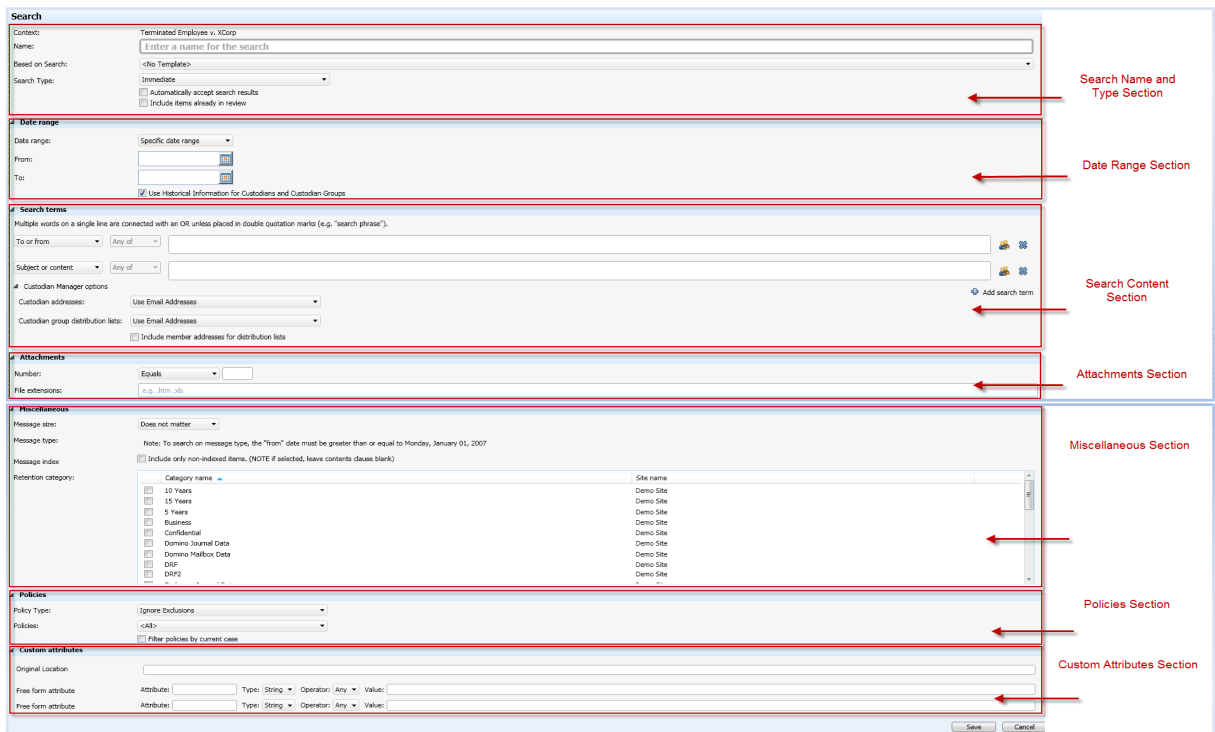 Search
Context: Terminated Employee v. XCorp
Name: Enter a name for the search
Based on Search: <No Template>
Search Type: Immediate
Automatically accept search results
Include items already in review
Search Name and
Type Section
Date range
Date range: Specific date range
From:
To:
Use Historical Information for Custodians and Custodian Groups
Date Range Section
Search terms
Multiple words on a single line are connected with an OR unless placed in double quotation marks (e.g. "search phrase").
To or from Any of
Subject or content Any of
Custodian Manager options
Add search term
Custodian addresses: Use Email Addresses
Custodian group distribution lists: Use Email Addresses
Include member addresses for distribution lists
Search Content
Section
Attachments
Number: Equals
File extensions: e.g. .htm .xls
Attachments Section
Miscellaneous
Message size: Does not matter
Message type: Note: To search on message type, the "from" date must be greater than or equal to Monday, January 01, 2007
Message index Include only non-indexed items. (NOTE if selected, leave contents clause blank)
Retention category:
Category name Site name
10 Years Demo Site
15 Years Demo Site
5 Years Demo Site
Business Demo Site
Confidential Demo Site
Domino Journal Data Demo Site
Domino Mailbox Data Demo Site
DRF Demo Site
DRF2 Demo Site
Miscellaneous Section
Policies
Policy Type: Ignore Exclusions
Policies: <All>
Filter policies by current case
Policies Section
Custom attributes
Original Location
Free form attribute Attribute: Type: String Operator: Any Value:
Free form attribute Attribute: Type: String Operator: Any Value:
Custom Attributes Section
Save Cancel